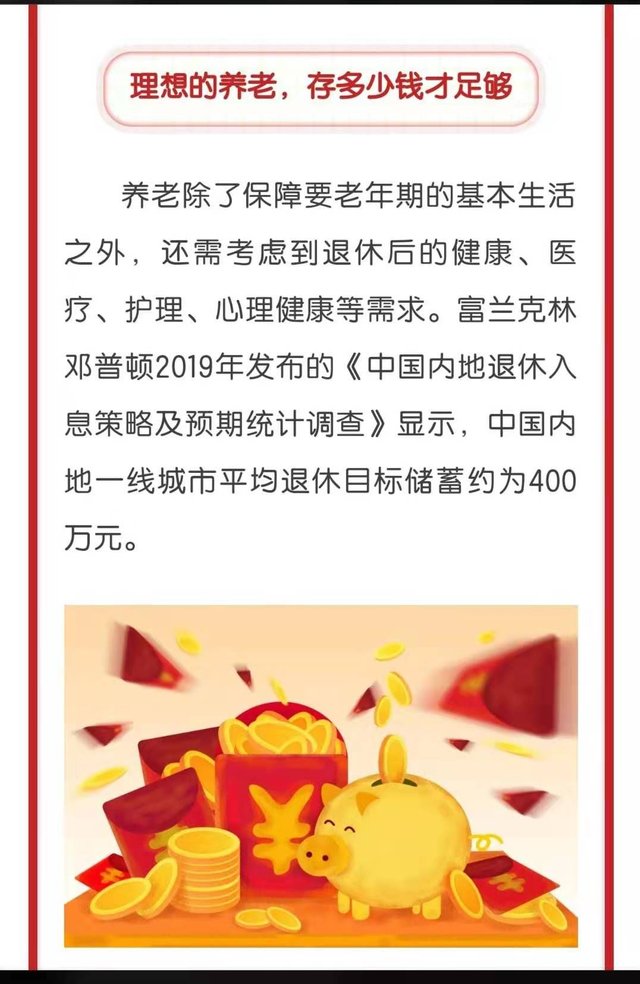 理想的养老，存多少钱才足够
养老除了保障要老年期的基本生活
之外，还需考虑到退休后的健康、医
疗、护理、心理健康等需求。富兰克林
邓普顿2019年发布的《中国内地退休入
息策略及预期统计调查》显示，中国内
地一线城市平均退休目标储蓄约为400
万元。
¥
¥
¥